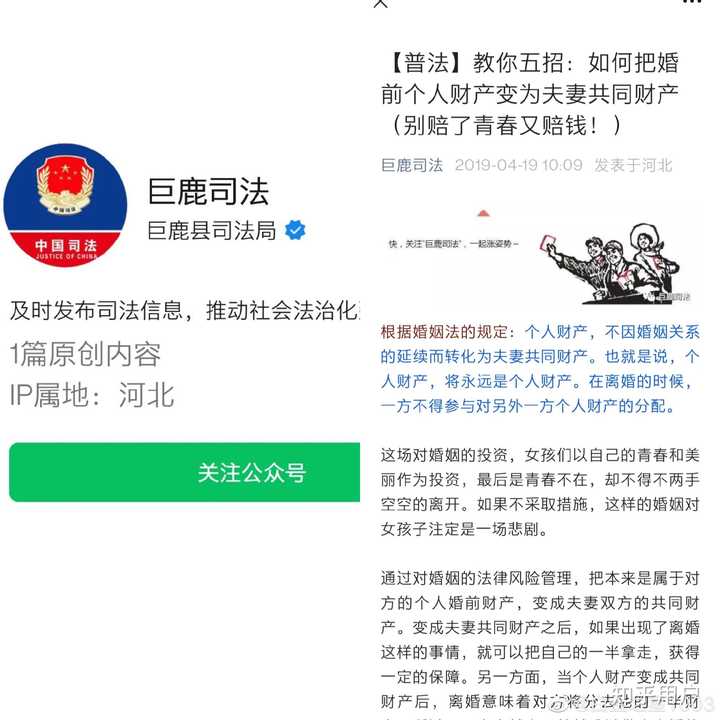 中国司法
JUSTICE OF CHINA
巨鹿司法
巨鹿县司法局
及时发布司法信息，推动社会法治化
1篇原创内容
IP属地：河北
关注公众号
【普法】教你五招：如何把婚
前个人财产变为夫妻共同财产
（别赔了青春又赔钱！）
巨鹿司法 2019-04-19 10:09 发表于河北
快，关注"巨鹿司法"，一起涨姿势～
巨鹿司法
根据婚姻法的规定：个人财产，不因婚姻关系
的延续而转化为夫妻共同财产。也就是说，个
人财产，将永远是个人财产。在离婚的时候，
一方不得参与对另外一方个人财产的分配。
这场对婚姻的投资，女孩们以自己的青春和美
丽作为投资，最后是青春不在，却不得不两手
空空的离开。如果不采取措施，这样的婚姻对
女孩子注定是一场悲剧。
通过对婚姻的法律风险管理，把本来是属于对
方的个人婚前财产，变成夫妻双方的共同财
产。变成夫妻共同财产之后，如果出现了离婚
这样的事情，就可以把自己的一半拿走，获得
一定的保障。另一方面，当个人财产变成共同
财产后，离婚意味着对方将分去
知乎用户